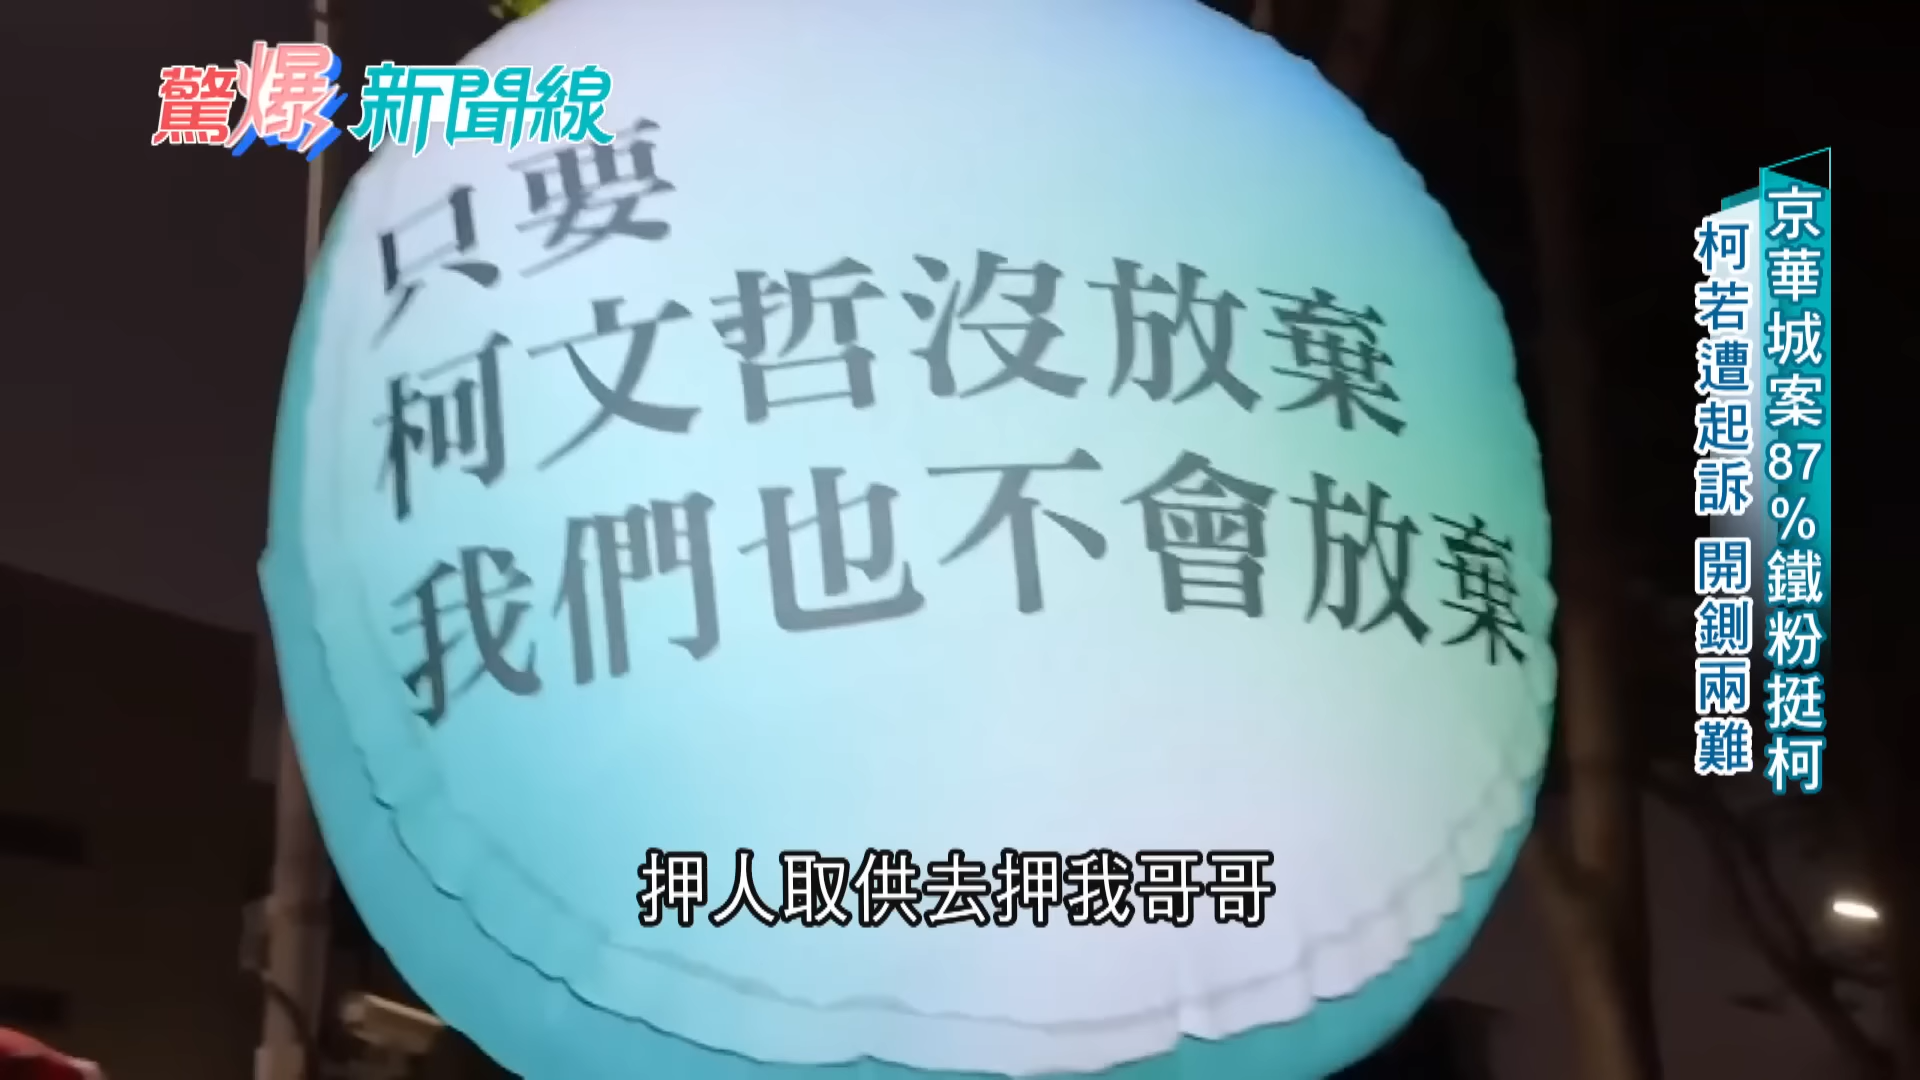 驚爆新聞線
只要
柯文哲沒放棄
我們也不會放棄
京華城案87%鐵粉挺柯
柯若遭起訴 開鍘兩難
押人取供去押我哥哥